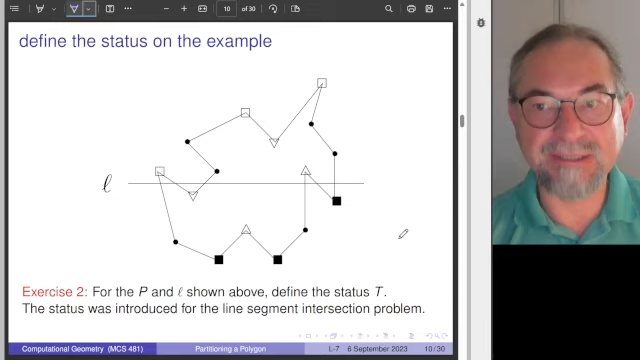 10 of 30
define the status on the example
ℓ
Exercise 2: For the P and ℓ shown above, define the status T.
The status was introduced for the line segment intersection problem.
Computational Geometry (MCS 481) Partitioning a Polygon L-7 6 September 2023 10 / 30